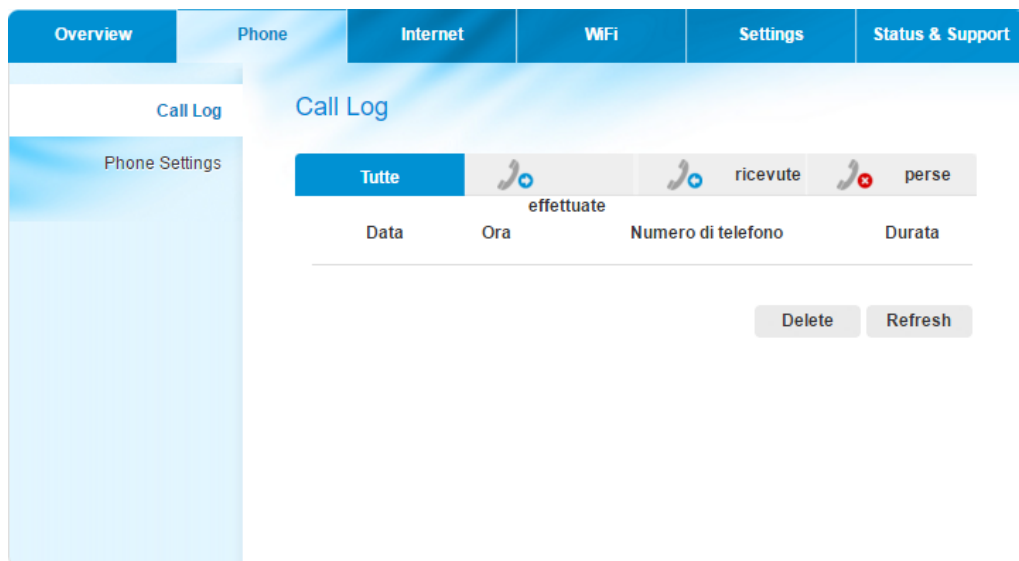 Overview Phone Internet WiFi Settings Status & Support
Call Log
Phone Settings
Call Log
Tutte effettuate ricevute perse
Data Ora Numero di telefono Durata
Delete Refresh